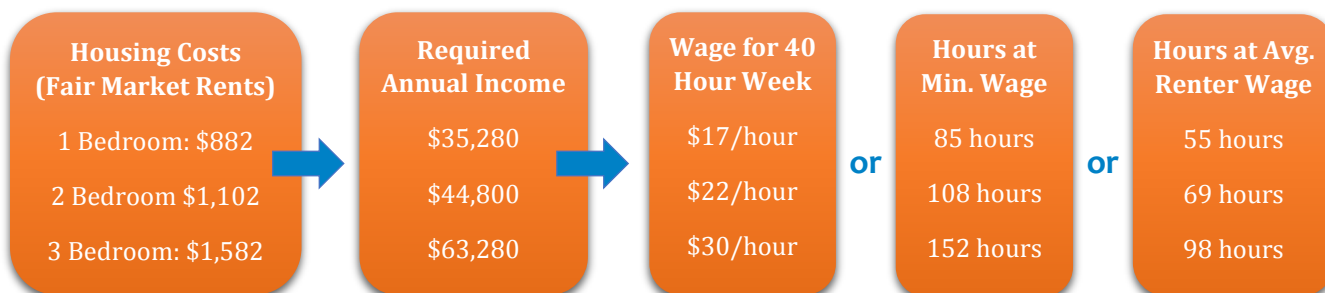 Housing Costs
(Fair Market Rents)
1 Bedroom: $882
2 Bedroom $1,102
3 Bedroom: $1,582
Required
Annual Income
$35,280
$44,800
$63,280
Wage for 40
Hour Week
$17/hour
$22/hour
$30/hour
or
Hours at
Min. Wage
85 hours
108 hours
152 hours
or
Hours at Avg.
Renter Wage
55 hours
69 hours
98 hours